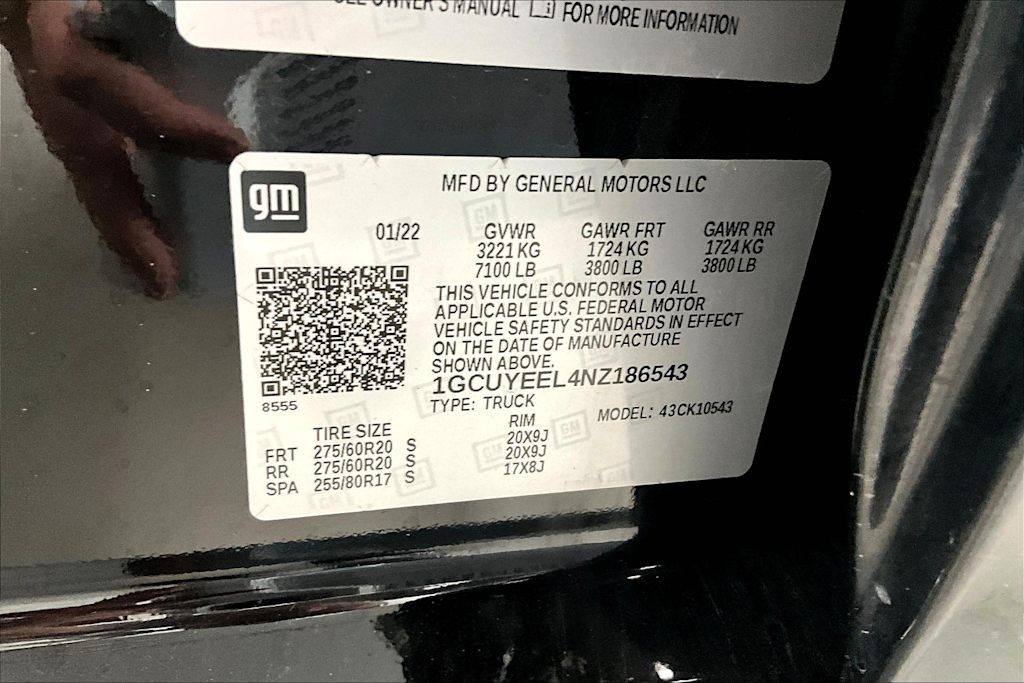 SEE OWNER'S MANUAL i FOR MORE INFORMATION
gm
MFD BY GENERAL MOTORS LLC
01/22 GVWR GAWR FRT GAWR RR
3221 KG 1724 KG 1724 KG
7100 LB 3800 LB 3800 LB
THIS VEHICLE CONFORMS TO ALL
APPLICABLE U.S. FEDERAL MOTOR
VEHICLE SAFETY STANDARDS IN EFFECT
ON THE DATE OF MANUFACTURE
SHOWN ABOVE.
1GCUYEEL4NZ186543
8555
TYPE: TRUCK MODEL: 43CK10543
TIRE SIZE RIM
FRT 275/60R20 S 20X9J
RR 275/60R20 S 20X9J
SPA 255/80R17 S 17X8J